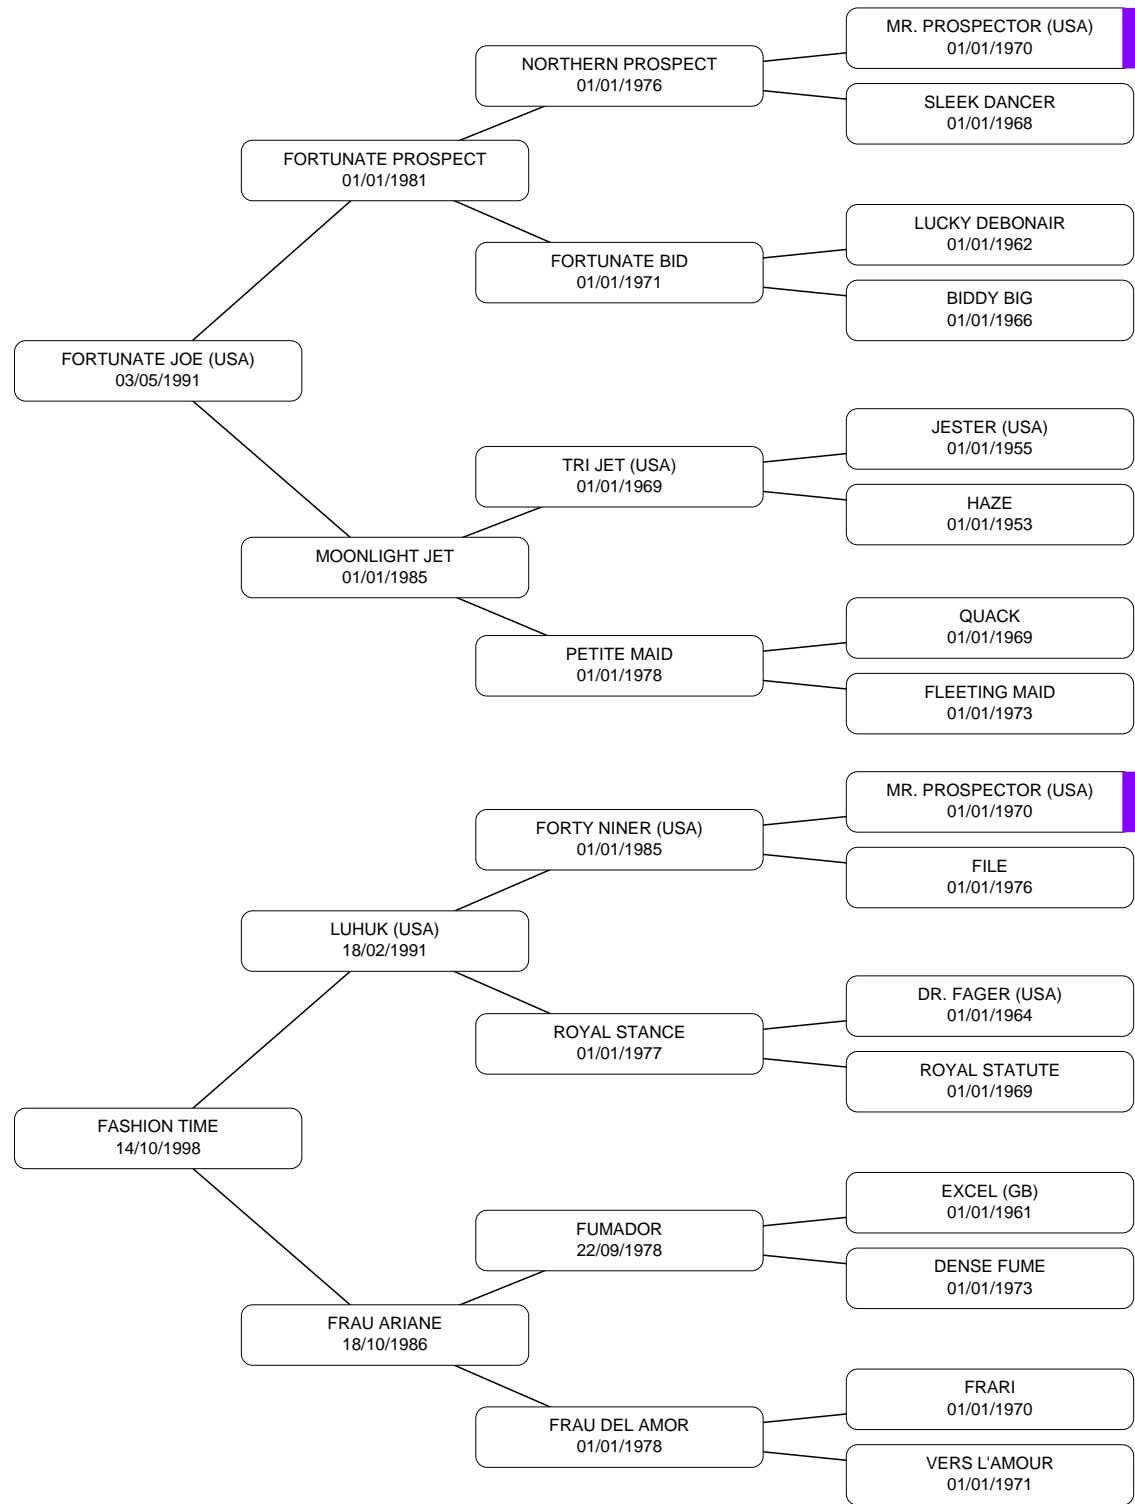 MR. PROSPECTOR (USA)
01/01/1970
NORTHERN PROSPECT
01/01/1976
SLEEK DANCER
01/01/1968
FORTUNATE PROSPECT
01/01/1981
LUCKY DEBONAIR
01/01/1962
FORTUNATE BID
01/01/1971
BIDDY BIG
01/01/1966
FORTUNATE JOE (USA)
03/05/1991
JESTER (USA)
01/01/1955
TRI JET (USA)
01/01/1969
HAZE
01/01/1953
MOONLIGHT JET
01/01/1985
QUACK
01/01/1969
PETITE MAID
01/01/1978
FLEETING MAID
01/01/1973
MR. PROSPECTOR (USA)
01/01/1970
FORTY NINER (USA)
01/01/1985
FILE
01/01/1976
LUHUK (USA)
18/02/1991
DR. FAGER (USA)
01/01/1964
ROYAL STANCE
01/01/1977
ROYAL STATUTE
01/01/1969
FASHION TIME
14/10/1998
EXCEL (GB)
01/01/1961
FUMADOR
22/09/1978
DENSE FUME
01/01/1973
FRAU ARIANE
18/10/1986
FRARI
01/01/1970
FRAU DEL AMOR
01/01/1978
VERS L'AMOUR
01/01/1971